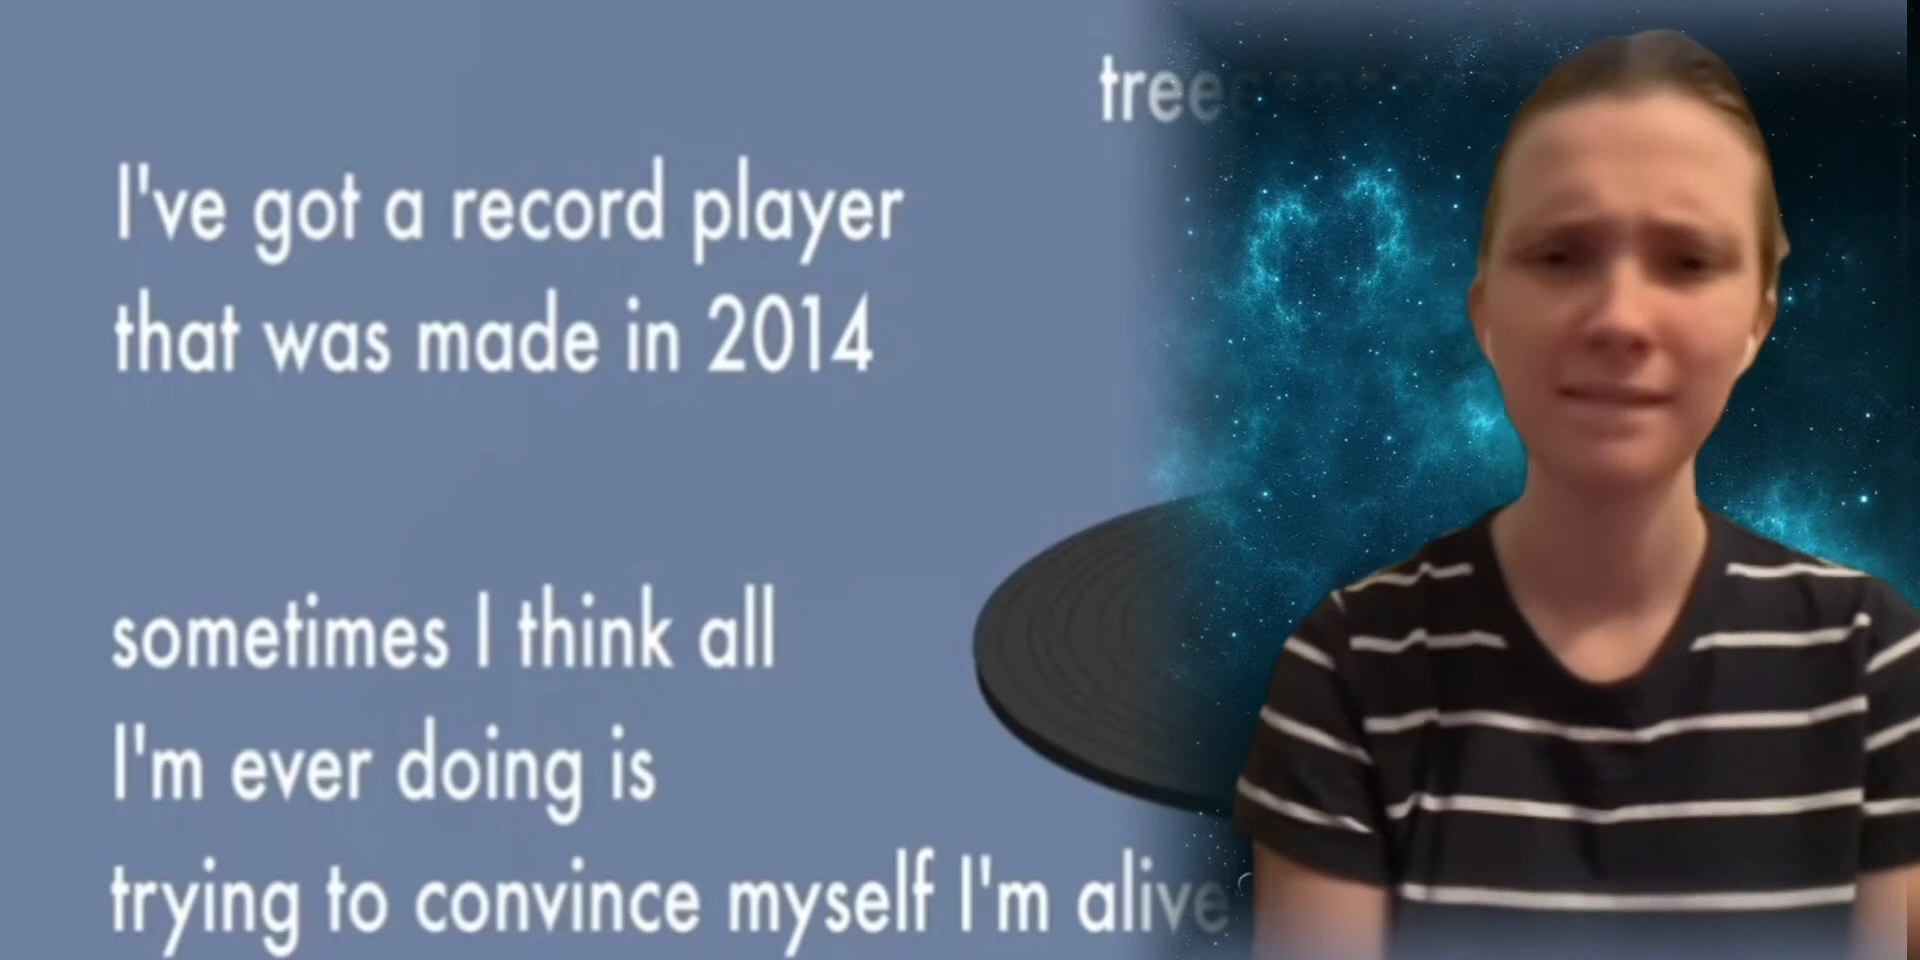 tree
I've got a record player
that was made in 2014
sometimes I think all
I'm ever doing is
trying to convince myself I'm alive